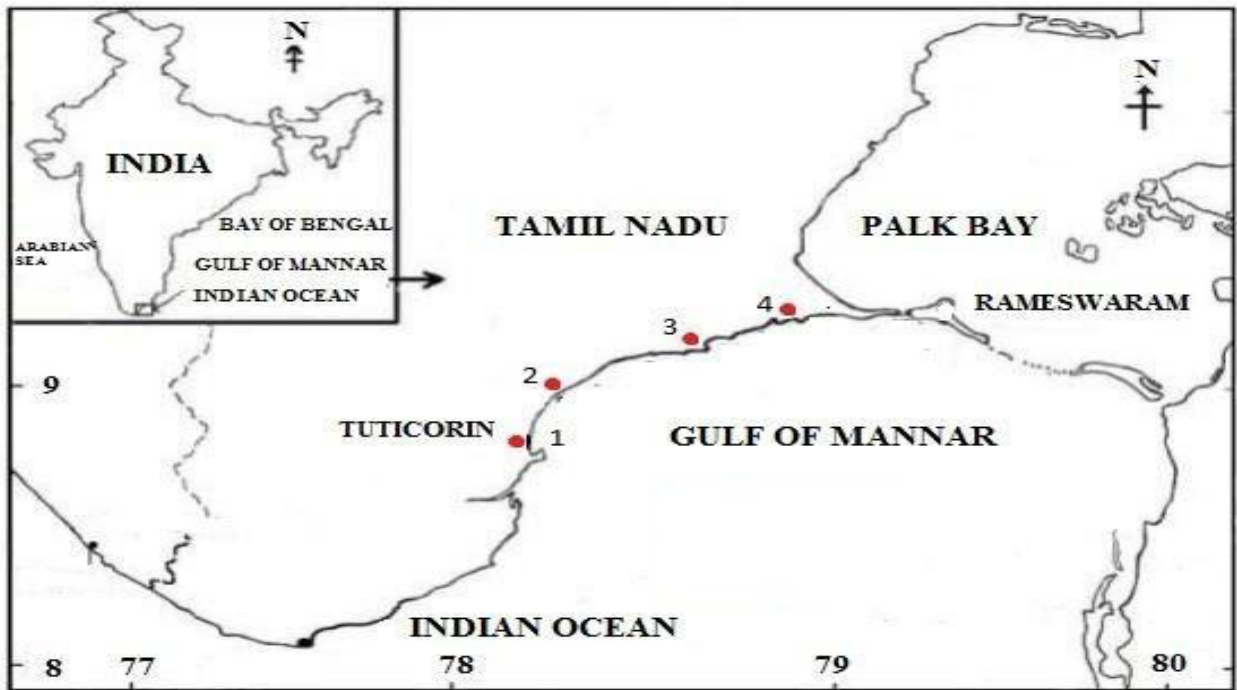 N
INDIA
BAY OF BENGAL
ARABIAN
SEA
GULF OF MANNAR
INDIAN OCEAN
N
TAMIL NADU
PALK BAY
RAMESWARAM
4
3
2
9
TUTICORIN
1
GULF OF MANNAR
INDIAN OCEAN
8
77
78
79
80